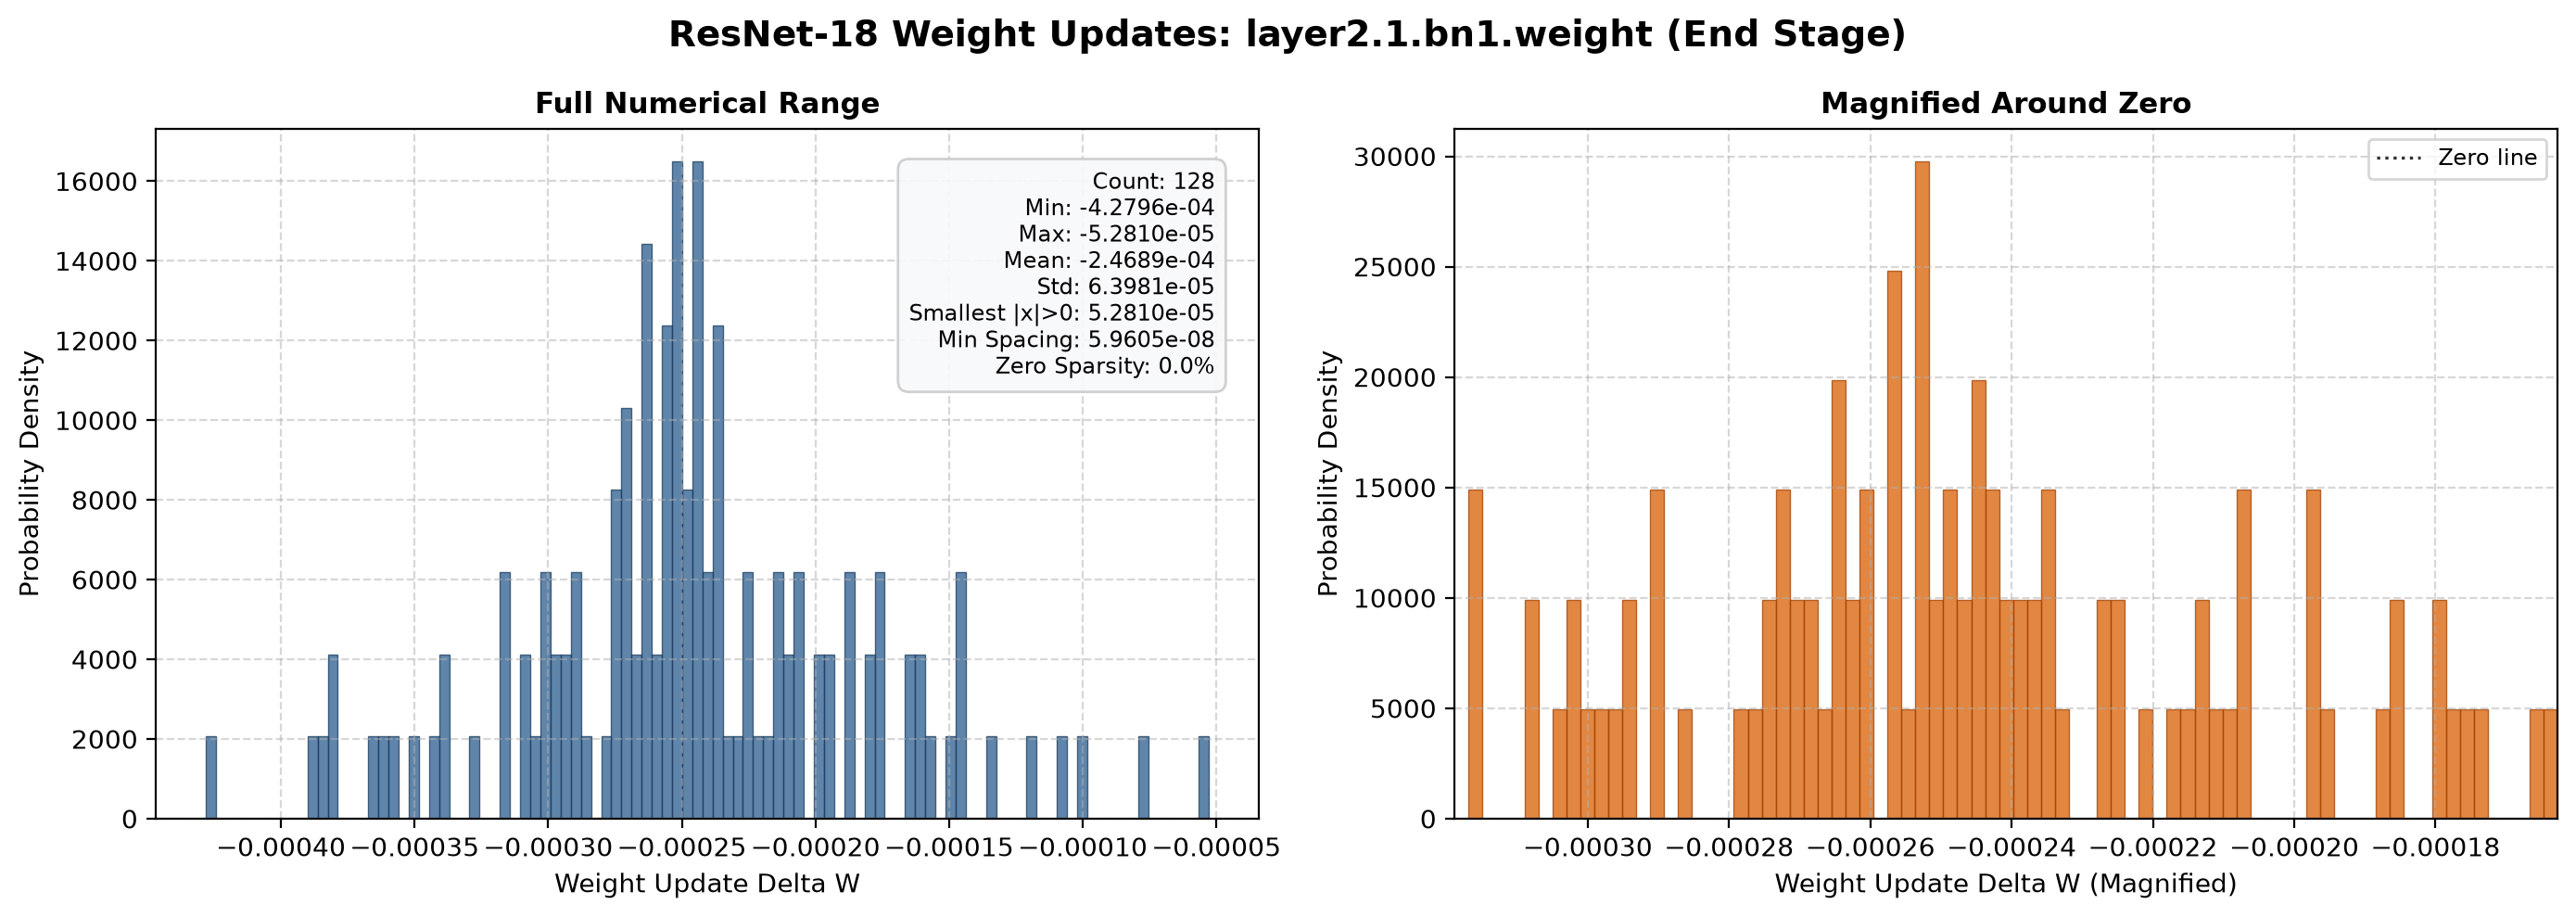 ResNet-18 Weight Updates: layer2.1.bn1.weight (End Stage)
Full Numerical Range
Probability Density
16000
14000
12000
10000
8000
6000
4000
2000
0
Count: 128
Min: -4.2796e-04
Max: -5.2810e-05
Mean: -2.4689e-04
Std: 6.3981e-05
Smallest |x|>0: 5.2810e-05
Min Spacing: 5.9605e-08
Zero Sparsity: 0.0%
−0.00040 −0.00035 −0.00030 −0.00025 −0.00020 −0.00015 −0.00010 −0.00005
Weight Update Delta W
Magnified Around Zero
Probability Density
30000
25000
20000
15000
10000
5000
0
Zero line
−0.00030 −0.00028 −0.00026 −0.00024 −0.00022 −0.00020 −0.00018
Weight Update Delta W (Magnified)